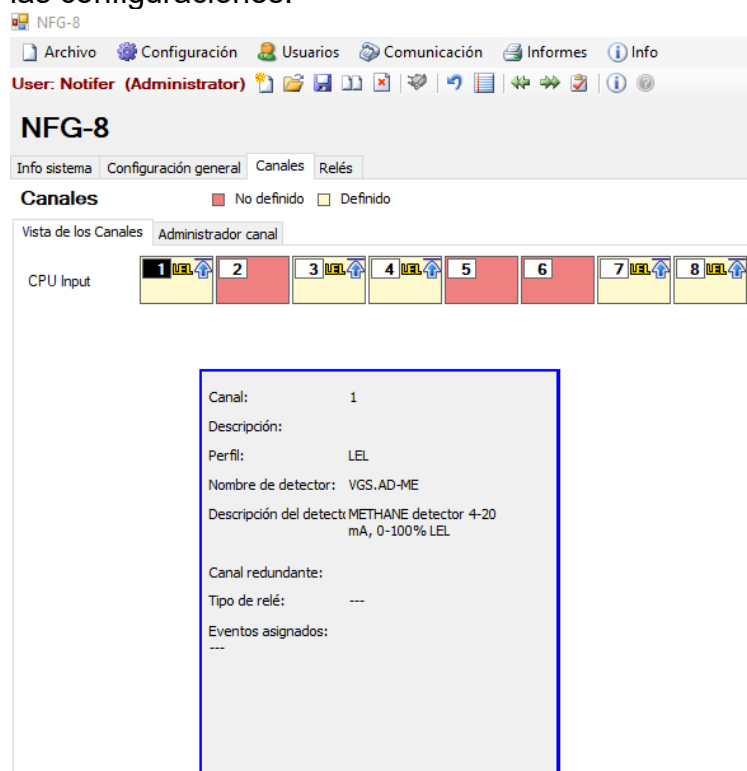 las configuraciones.
NFG-8
Archivo Configuración Usuarios Comunicación Informes Info
User: Notifer (Administrator)
NFG-8
Info sistema Configuración general Canales Relés
Canales No definido Definido
Vista de los Canales Administrador canal
CPU Input 1 LEL 2 3 LEL 4 LEL 5 6 7 LEL 8 LEL
Canal: 1
Descripción:
Perfil: LEL
Nombre de detector: VGS.AD-ME
Descripción del detect METHANE detector 4-20
mA, 0-100% LEL
Canal redundante:
Tipo de relé: ---
Eventos asignados:
---